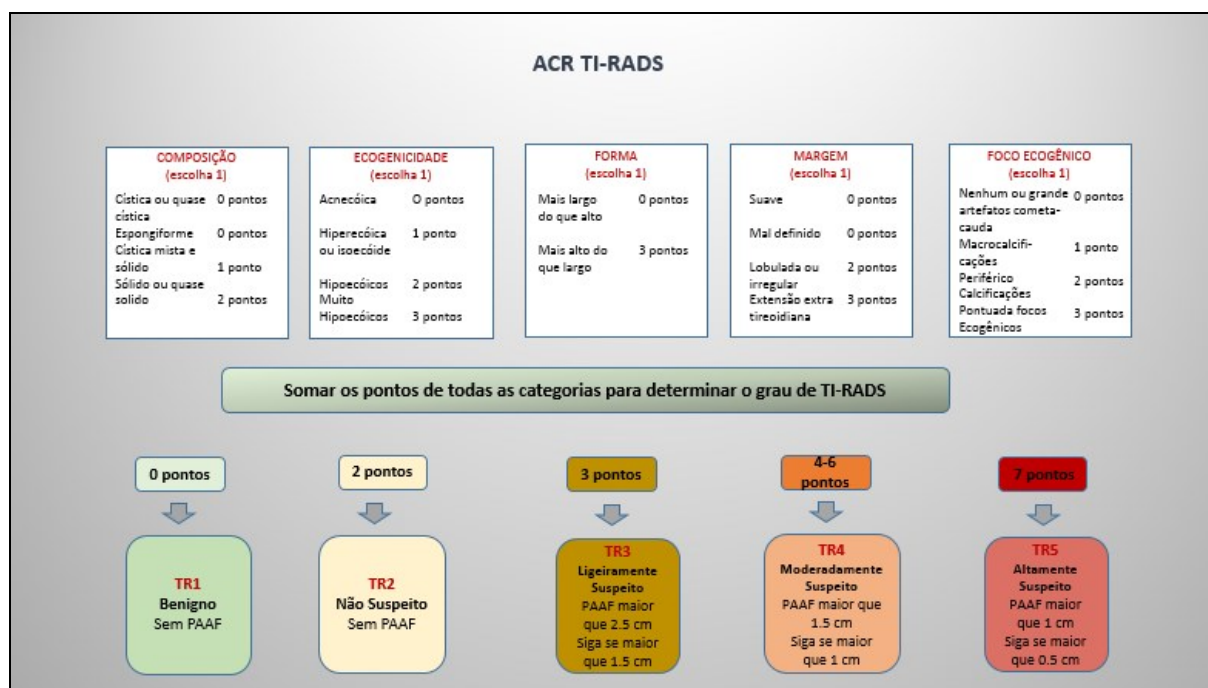 ACR TI-RADS
COMPOSIÇÃO
(escolha 1)
Cística ou quase 0 pontos
cística
Espongiforme 0 pontos
Cística mista e
sólido 1 ponto
Sólido ou quase
solido 2 pontos
ECOGENICIDADE
(escolha 1)
Acnecóica O pontos
Hiperecóica 1 ponto
ou isoecóide
Hipoecóicos 2 pontos
Muito
Hipoecóicos 3 pontos
FORMA
(escolha 1)
Mais largo 0 pontos
do que alto
Mais alto do 3 pontos
que largo
MARGEM
(escolha 1)
Suave 0 pontos
Mal definido 0 pontos
Lobulada ou 2 pontos
irregular
Extensão extra 3 pontos
tireoidiana
FOCO ECOGÊNICO
(escolha 1)
Nenhum ou grande 0 pontos
artefatos cometa-
cauda
Macrocalcifi- 1 ponto
cações
Periférico 2 pontos
Calcificações
Pontuada focos 3 pontos
Ecogênicos
Somar os pontos de todas as categorias para determinar o grau de TI-RADS
0 pontos
2 pontos
3 pontos
4-6
pontos
7 pontos
TR1
Benigno
Sem PAAF
TR2
Não Suspeito
Sem PAAF
TR3
Ligeiramente
Suspeito
PAAF maior
que 2.5 cm
Siga se maior
que 1.5 cm
TR4
Moderadamente
Suspeito
PAAF maior que
1.5 cm
Siga se maior
que 1 cm
TR5
Altamente
Suspeito
PAAF maior
que 1 cm
Siga se maior
que 0.5 cm